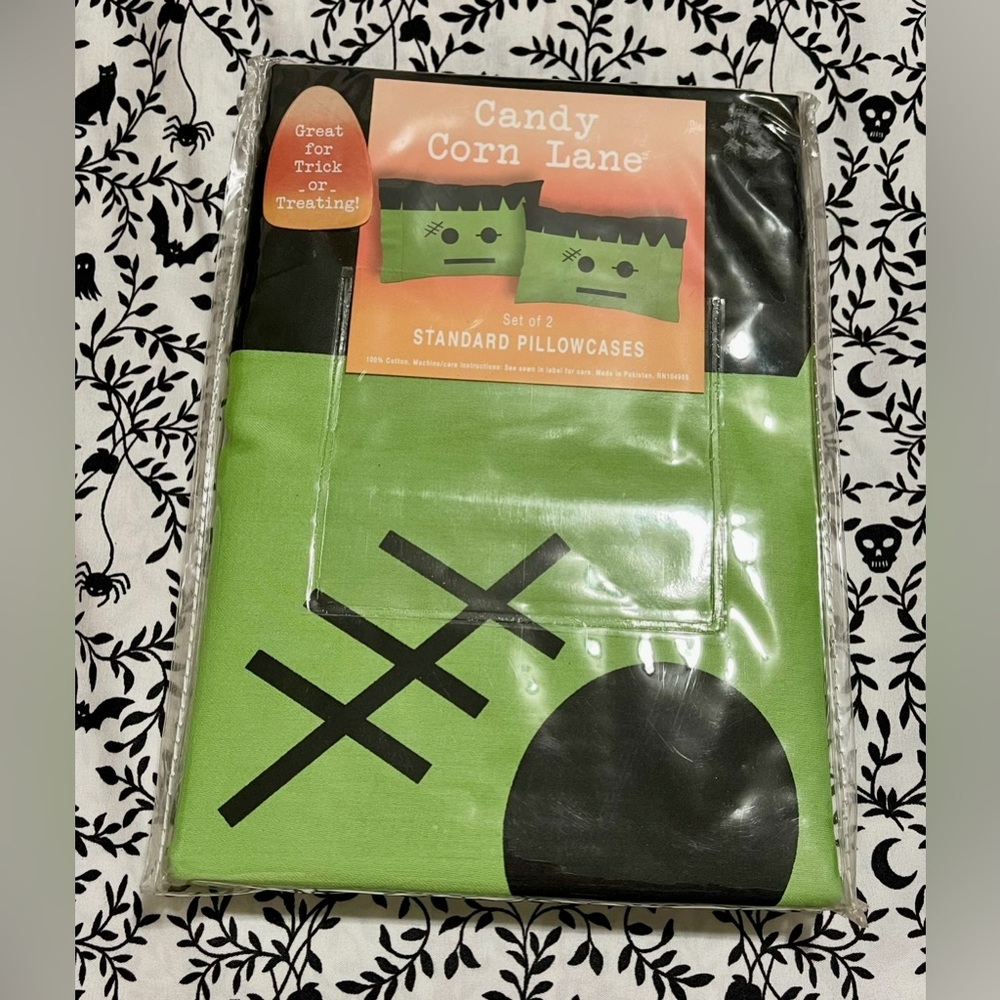 Great
for
Trick
-or-
Treating!
Candy
Corn Lane
Set of 2
STANDARD PILLOWCASES
100% Cotton. Machine/care Instructions: See sewn in label for care. Made in Pakistan.